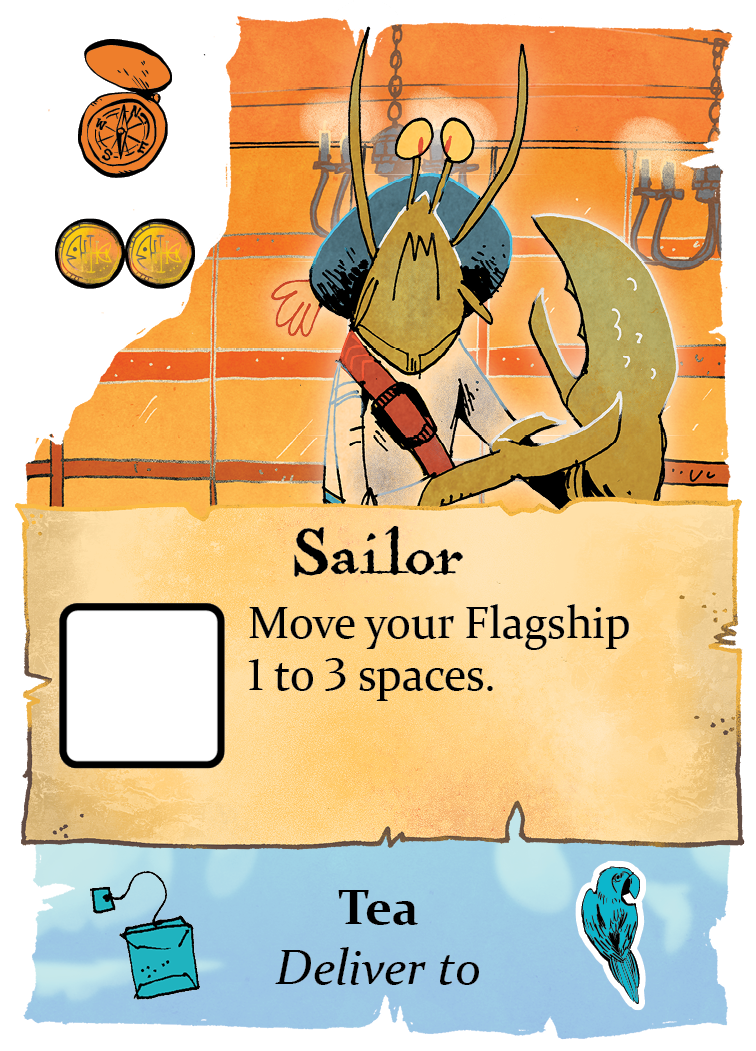 N
W E
S
Sailor
Move your Flagship
1 to 3 spaces.
Tea
Deliver to